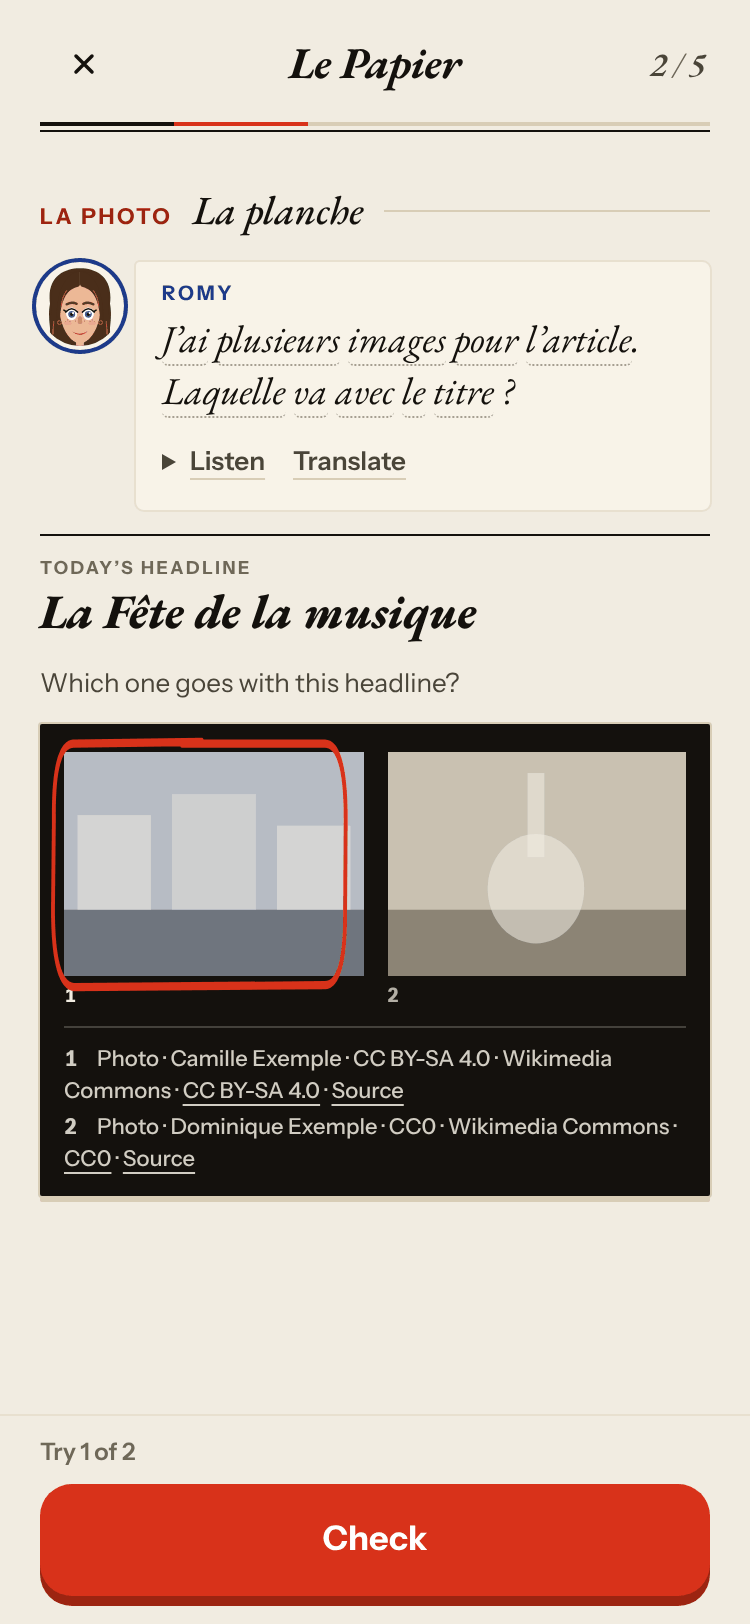 Le Papier
2/5
LA PHOTO La planche
ROMY
J’ai plusieurs images pour l’article.
Laquelle va avec le titre ?
Listen Translate
TODAY’S HEADLINE
La Fête de la musique
Which one goes with this headline?
1 2
1 Photo · Camille Exemple · CC BY-SA 4.0 · Wikimedia
Commons · CC BY-SA 4.0 · Source
2 Photo · Dominique Exemple · CC0 · Wikimedia Commons ·
CC0 · Source
Try 1 of 2
Check